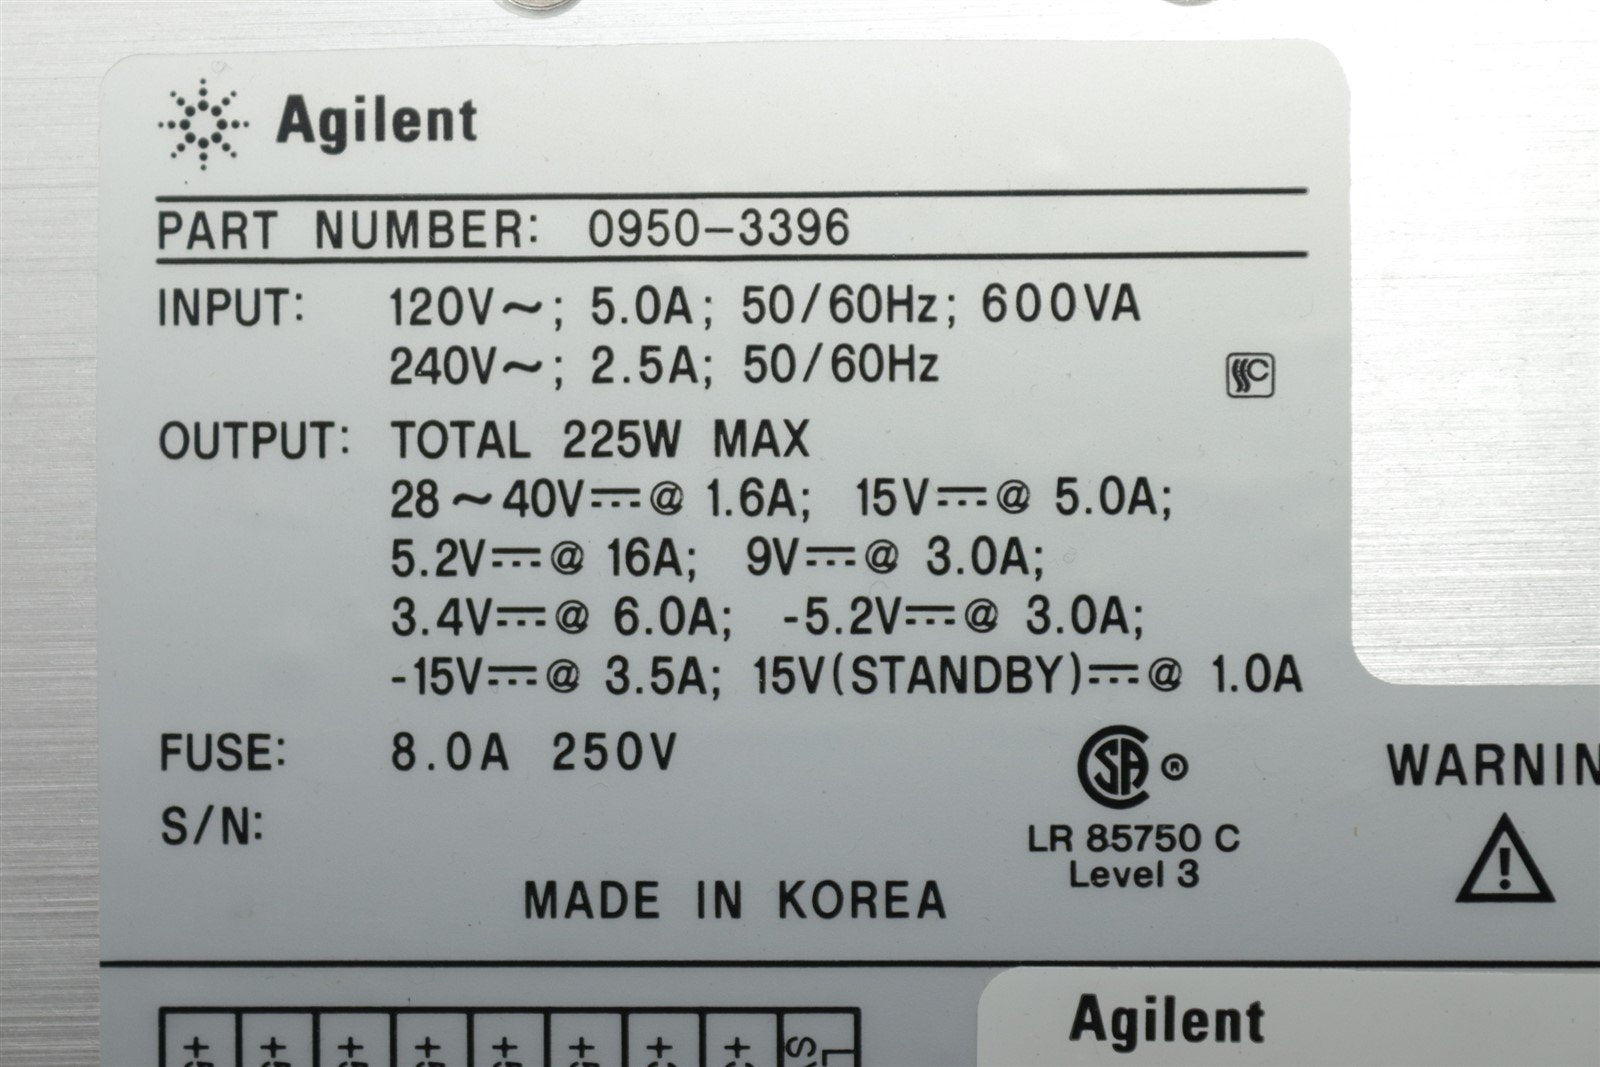 Agilent
PART NUMBER: 0950-3396
INPUT: 120V~; 5.0A; 50/60Hz; 600VA
240V~; 2.5A; 50/60Hz
OUTPUT: TOTAL 225W MAX
28~40V⎓@ 1.6A; 15V⎓@ 5.0A;
5.2V⎓@ 16A; 9V⎓@ 3.0A;
3.4V⎓@ 6.0A; -5.2V⎓@ 3.0A;
-15V⎓@ 3.5A; 15V(STANDBY)⎓@ 1.0A
FUSE: 8.0A 250V
S/N:
SA ®
LR 85750 C
Level 3
WARNIN
MADE IN KOREA
Agilent